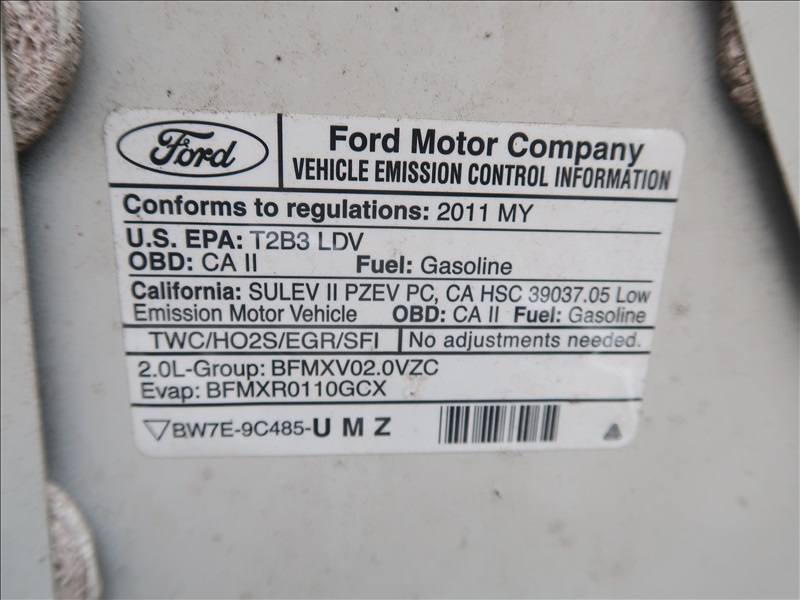 Ford
Ford Motor Company
VEHICLE EMISSION CONTROL INFORMATION
Conforms to regulations: 2011 MY
U.S. EPA: T2B3 LDV
OBD: CA II Fuel: Gasoline
California: SULEV II PZEV PC, CA HSC 39037.05 Low
Emission Motor Vehicle OBD: CA II Fuel: Gasoline
TWC/HO2S/EGR/SFI No adjustments needed.
2.0L-Group: BFMXV02.0VZC
Evap: BFMXR0110GCX
BW7E-9C485-U M Z